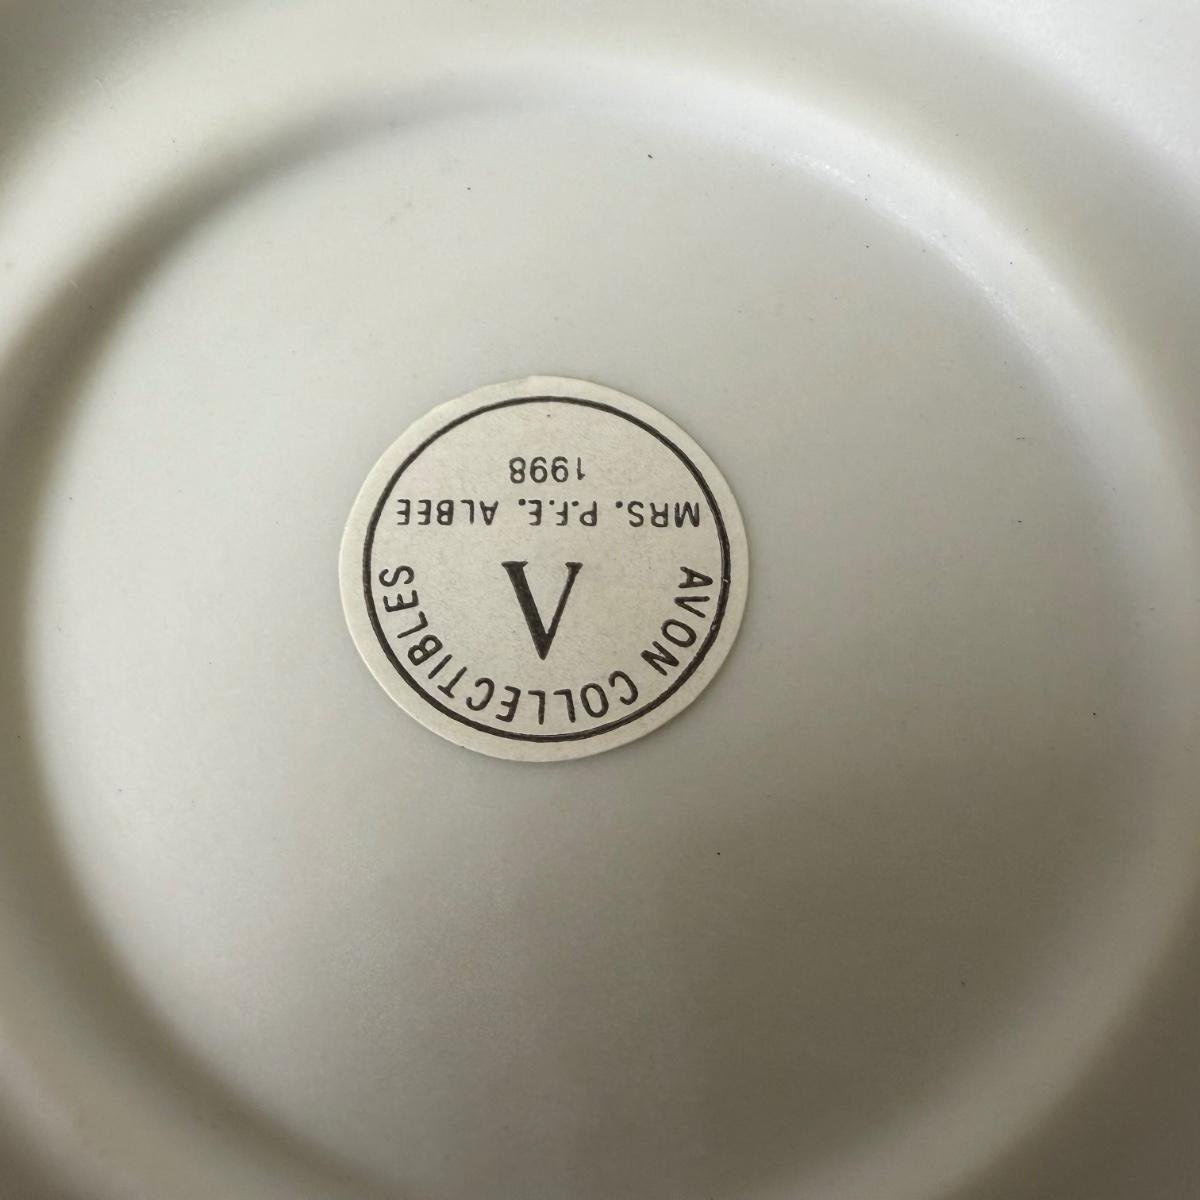 AVON COLLECTIBLES
Λ
MRS. P.F.E. ALBEE
1998